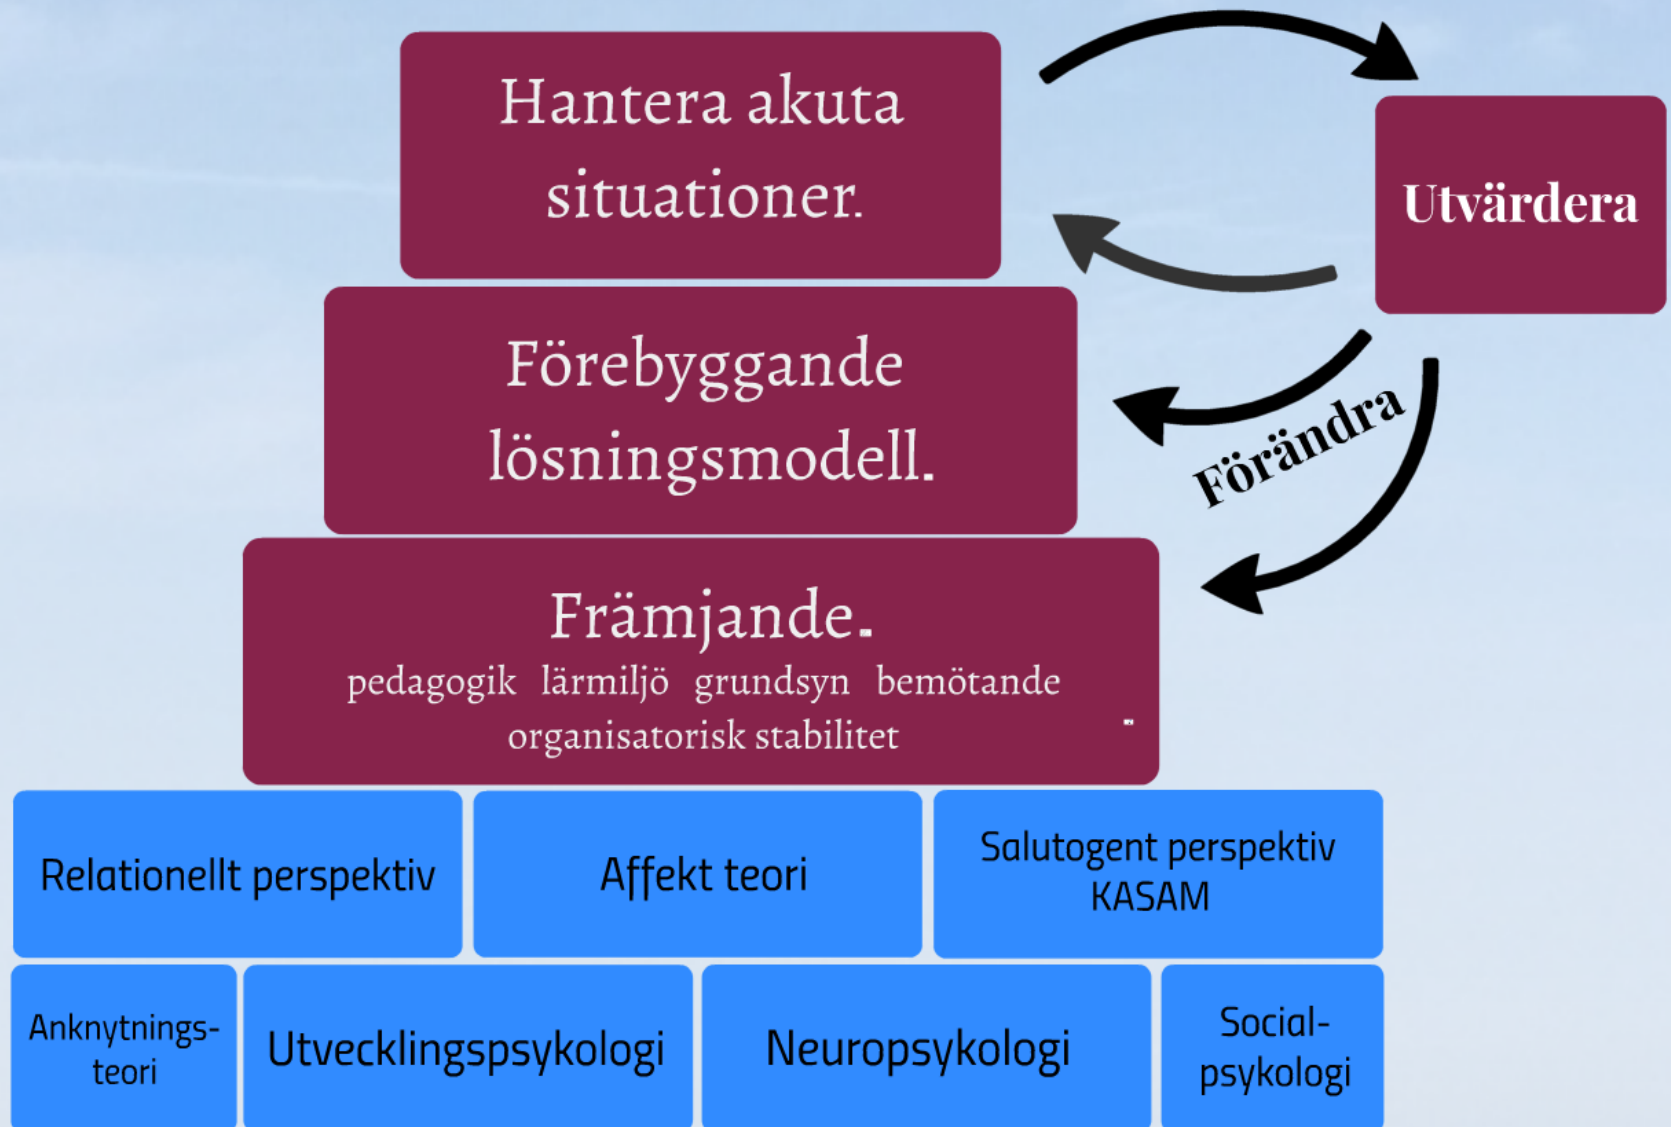 Hantera akuta
situationer.
Utvärdera
Förebyggande
lösningsmodell.
Förändra
Främjande.
pedagogik lärmiljö grundsyn bemötande
organisatorisk stabilitet
Relationellt perspektiv
Affekt teori
Salutogent perspektiv
KASAM
Anknytnings-
teori
Utvecklingspsykologi
Neuropsykologi
Social-
psykologi